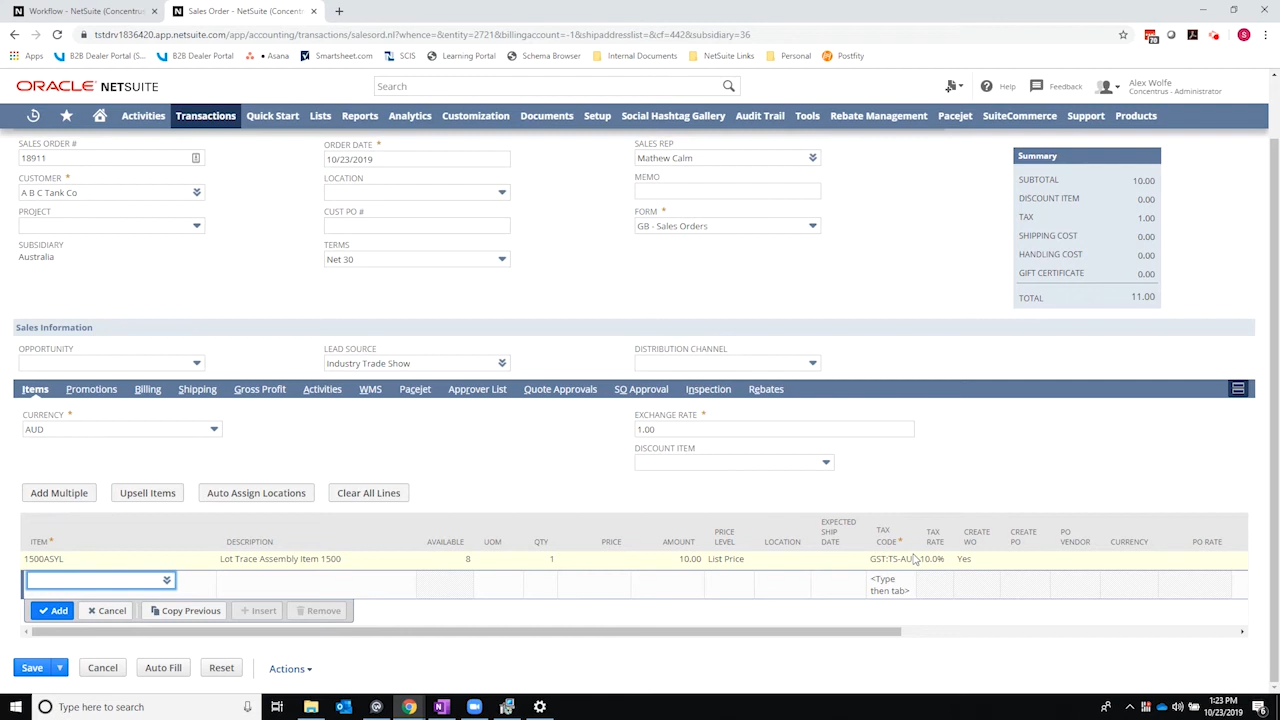 Workflow - NetSuite (Concentrus
Sales Order - NetSuite (Concentr
tstdrv1836420.app.netsuite.com/app/accounting/transactions/salesord.nl?whence=&entity=2721&billingaccount=-1&shipaddresslist=&cf=442&subsidiary=36
Apps B2B Dealer Portal (S... B2B Dealer Portal Asana Smartsheet.com SCIS Learning Portal Schema Browser Internal Documents NetSuite Links Personal Postfity
ORACLE NETSUITE
Search
Help
Feedback
Alex Wolfe
Concentrus - Administrator
Activities Transactions Quick Start Lists Reports Analytics Customization Documents Setup Social Hashtag Gallery Audit Trail Tools Rebate Management Pacejet SuiteCommerce Support Products
SALES ORDER #
18911
CUSTOMER *
A B C Tank Co
PROJECT
SUBSIDIARY
Australia
ORDER DATE *
10/23/2019
LOCATION
CUST PO #
TERMS
Net 30
SALES REP
Mathew Calm
MEMO
FORM *
GB - Sales Orders
Summary
SUBTOTAL 10.00
DISCOUNT ITEM 0.00
TAX 1.00
SHIPPING COST 0.00
HANDLING COST 0.00
GIFT CERTIFICATE 0.00
TOTAL 11.00
Sales Information
OPPORTUNITY
LEAD SOURCE
Industry Trade Show
DISTRIBUTION CHANNEL
Items Promotions Billing Shipping Gross Profit Activities WMS Pacejet Approver List Quote Approvals SO Approval Inspection Rebates
CURRENCY *
AUD
EXCHANGE RATE *
1.00
DISCOUNT ITEM
Add Multiple Upsell Items Auto Assign Locations Clear All Lines
ITEM * DESCRIPTION AVAILABLE UOM QTY PRICE AMOUNT PRICE LEVEL LOCATION EXPECTED SHIP DATE TAX CODE * TAX RATE CREATE WO CREATE PO PO VENDOR CURRENCY PO RATE
1500ASYL Lot Trace Assembly Item 1500 8 1 10.00 List Price GST:TS-AU 10.0% Yes
<Type
then tab>
Add Cancel Copy Previous Insert Remove
Save Cancel Auto Fill Reset Actions
Type here to search
1:23 PM
10/23/2019